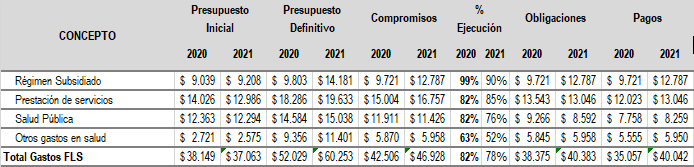 CONCEPTO Presupuesto Inicial Presupuesto Definitivo Compromisos % Ejecución Obligaciones Pagos
2020 2021 2020 2021 2020 2021 2020 2021 2020 2021 2020 2021
Régimen Subsidiado $ 9.039 $ 9.208 $ 9.803 $ 14.181 $ 9.721 $ 12.787 99% 90% $ 9.721 $ 12.787 $ 9.721 $ 12.787
Prestación de servicios $ 14.026 $ 12.986 $ 18.286 $ 19.633 $ 15.004 $ 16.757 82% 85% $ 13.543 $ 13.046 $ 12.023 $ 13.046
Salud Pública $ 12.363 $ 12.294 $ 14.584 $ 15.038 $ 11.911 $ 11.426 82% 76% $ 9.266 $ 8.592 $ 7.758 $ 8.259
Otros gastos en salud $ 2.721 $ 2.575 $ 9.356 $ 11.401 $ 5.870 $ 5.958 63% 52% $ 5.845 $ 5.958 $ 5.555 $ 5.950
Total Gastos FLS $ 38.149 $ 37.063 $ 52.029 $ 60.253 $ 42.506 $ 46.928 82% 78% $ 38.375 $ 40.383 $ 35.057 $ 40.042